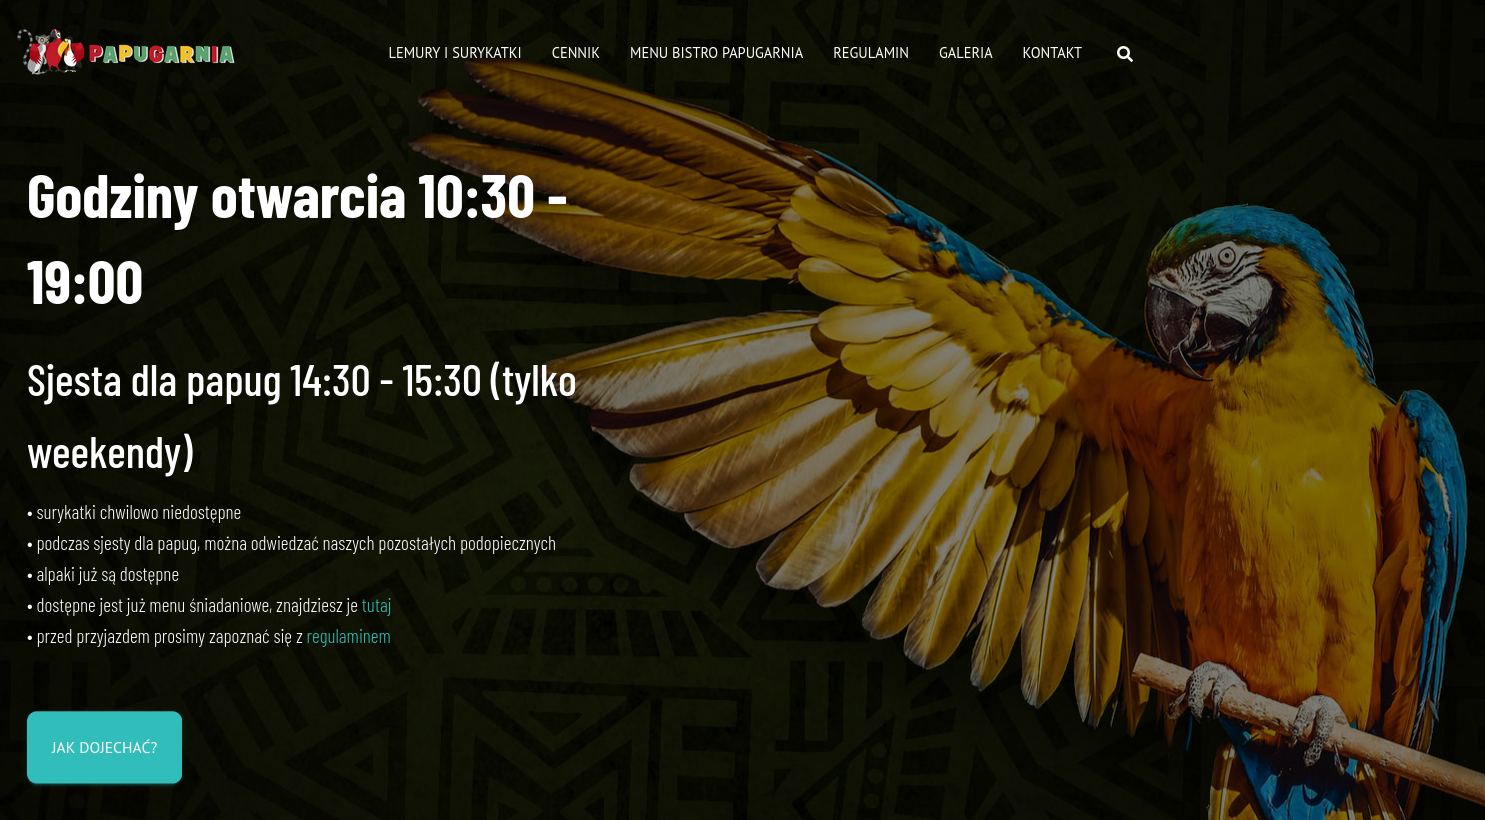 PAPUGARNIA
LEMURY I SURYKATKI CENNIK MENU BISTRO PAPUGARNIA REGULAMIN GALERIA KONTAKT
Godziny otwarcia 10:30 -
19:00
Sjesta dla papug 14:30 - 15:30 (tylko
weekendy)
• surykatki chwilowo niedostępne
• podczas sjesty dla papug, można odwiedzać naszych pozostałych podopiecznych
• alpaki już są dostępne
• dostępne jest już menu śniadaniowe, znajdziesz je tutaj
• przed przyjazdem prosimy zapoznać się z regulaminem
JAK DOJECHAĆ?